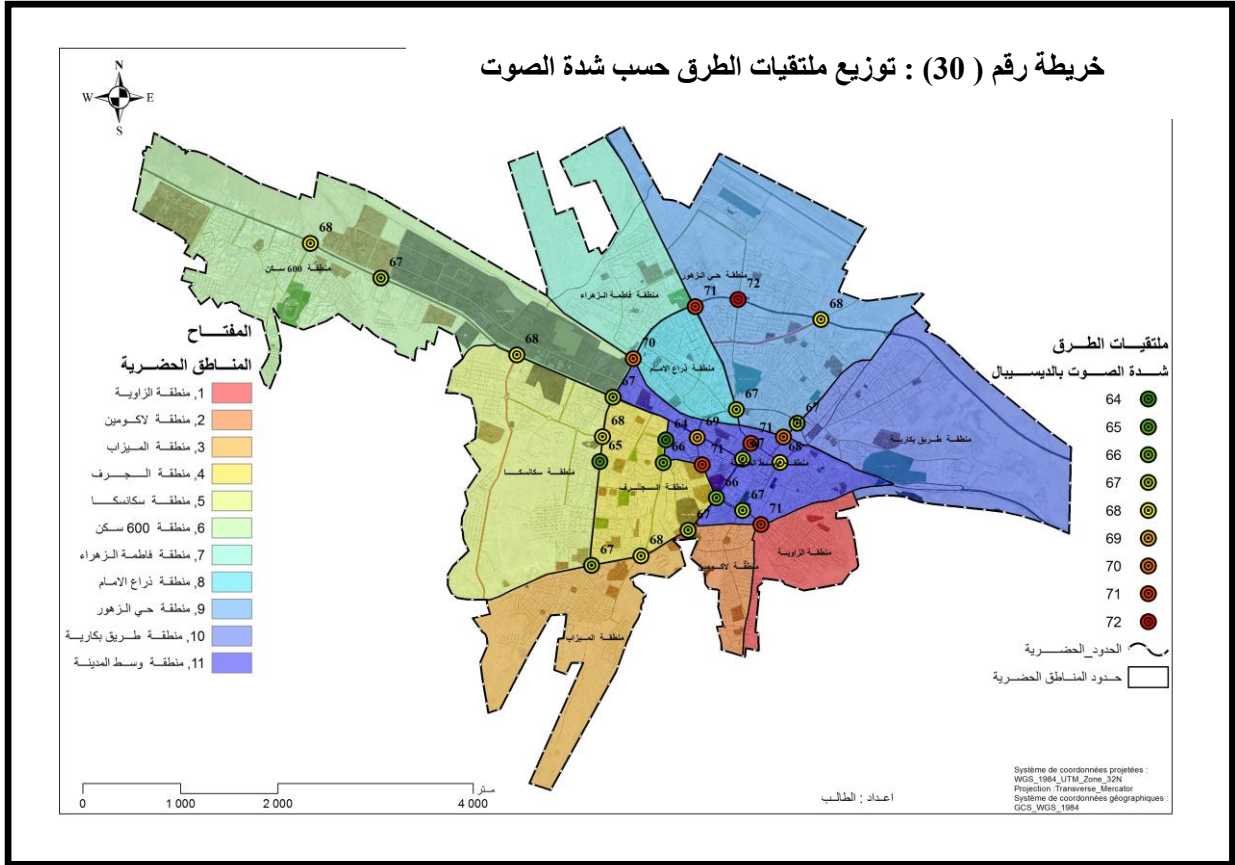 خريطة رقم ( 30) : توزيع ملتقيات الطرق حسب شدة الصوت
N
W E
S
68
67
68
70
71
72
68
67
68
65
64
66
69
71
71
67
67
67
68
66
67
71
67
68
67
منطقة 600 سكن
منطقة فاطمة الزهراء
منطقة حي الزهور
منطقة ذراع الامام
منطقة طريق بكارية
منطقة سكانسكا
منطقة الجرف
منطقة لاكومين
منطقة الزاوية
منطقة الميزاب
المفتاح
المناطق الحضرية
1, منطقة الزاوية
2, منطقة لاكومين
3, منطقة الميزاب
4, منطقة الجرف
5, منطقة سكانسكا
6, منطقة 600 سكن
7, منطقة فاطمة الزهراء
8, منطقة ذراع الامام
9, منطقة حي الزهور
10, منطقة طريق بكارية
11, منطقة وسط المدينة
ملتقيات الطرق
شدة الصوت بالديسيبال
64
65
66
67
68
69
70
71
72
الحدود_الحضرية
حدود المناطق الحضرية
0 1 000 2 000 4 000
متر
اعداد : الطالب
Système de coordonnées projetées :
WGS_1984_UTM_Zone_32N
Projection :Transverse_Mercator
Système de coordonnées géographiques :
GCS_WGS_1984